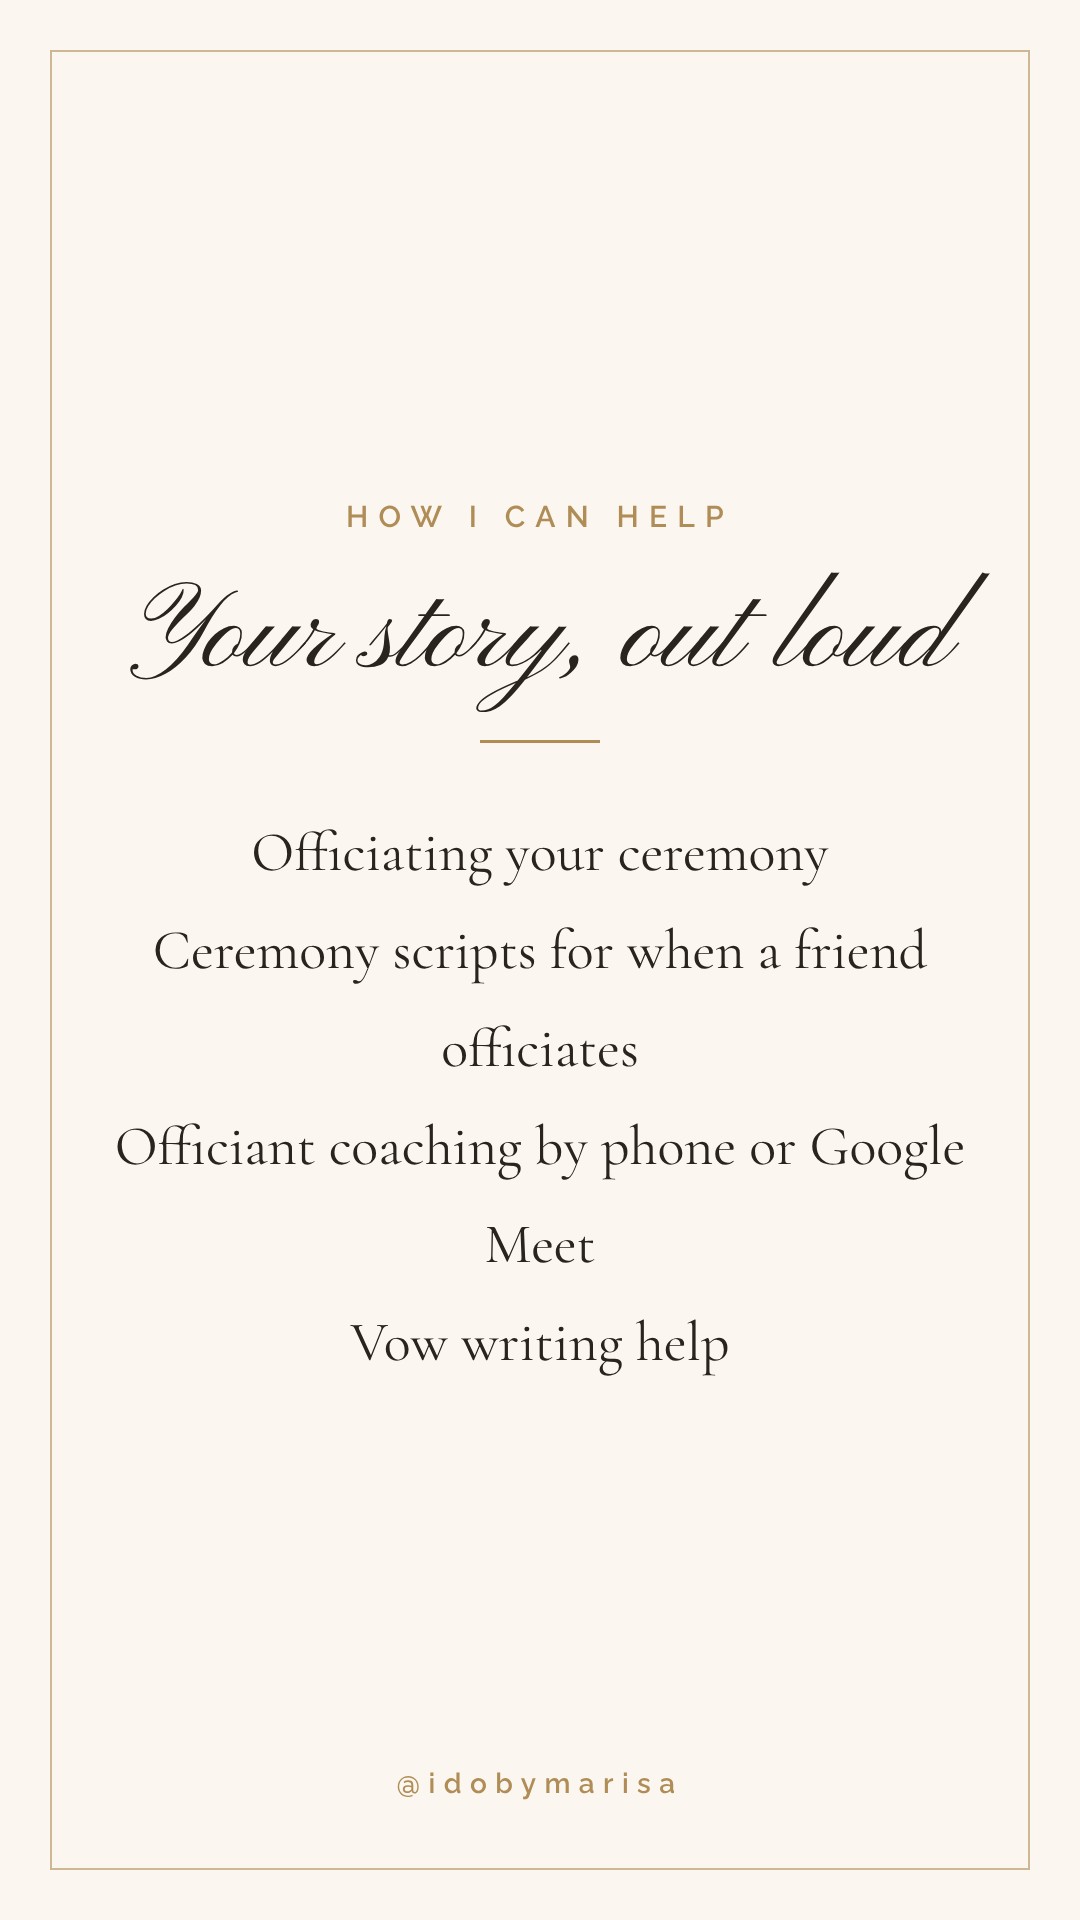 HOW I CAN HELP
Your story, out loud
Officiating your ceremony
Ceremony scripts for when a friend
officiates
Officiant coaching by phone or Google
Meet
Vow writing help
@idobymarisa